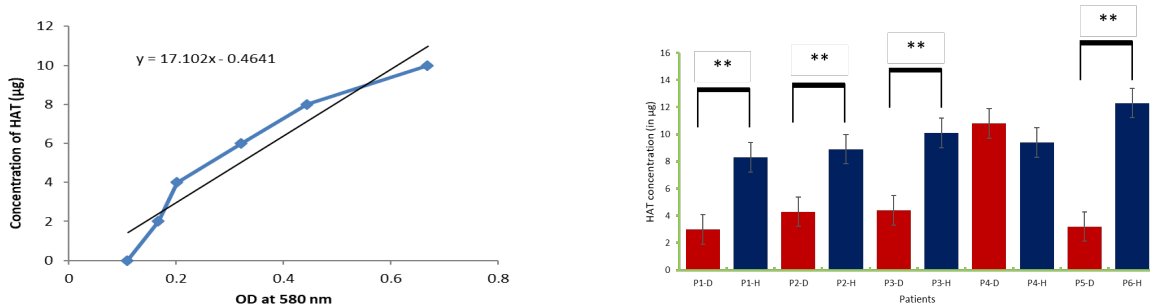 12
10
8
6
4
2
0
Concentration of HAT (µg)
y = 17.102x - 0.4641
0 0.2 0.4 0.6 0.8
OD at 580 nm
** ** ** **
16
14
12
10
8
6
4
2
0
HAT concentration (in µg)
P1-D P1-H P2-D P2-H P3-D P3-H P4-D P4-H P5-D P6-H
Patients